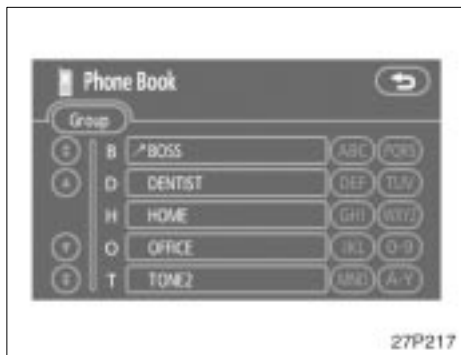 Phone Book
Group
B BOSS ABC PQRS
D DENTIST DEF TUV
H HOME GHI WXYZ
O OFFICE JKL 0-9
T TONE2 MNO À-Ý
27P217